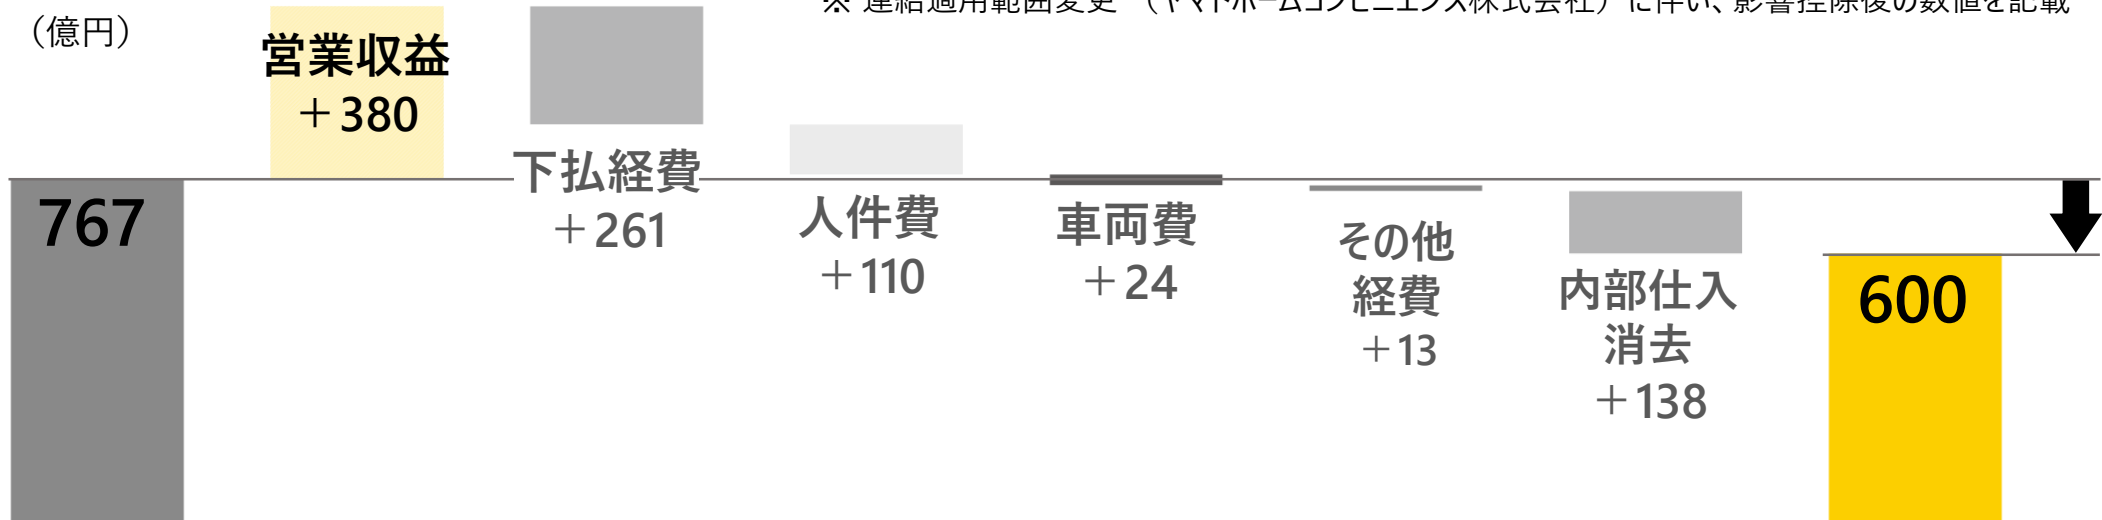 ※ 連結適用範囲変更 (ヤマトホームコンビニエンス株式会社) に伴い、影響控除後の数値を記載
(億円)
営業収益
+380
下払経費
+261
人件費
+110
車両費
+24
その他
経費
+13
内部仕入
消去
+138
767
600